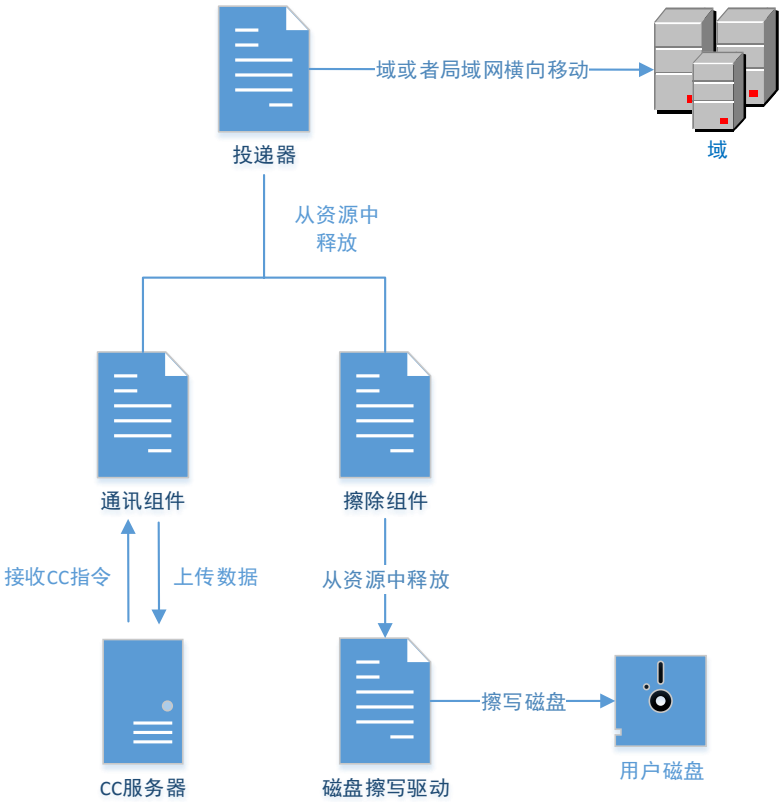 域或者局域网横向移动
域
投递器
从资源中
释放
通讯组件
擦除组件
接收CC指令
上传数据
从资源中释放
擦写磁盘
CC服务器
磁盘擦写驱动
用户磁盘